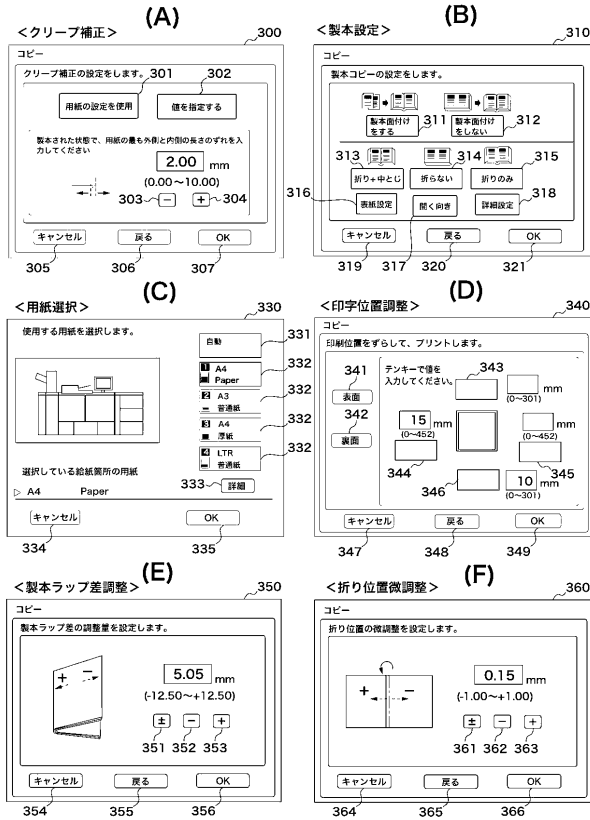 (A)
＜クリープ補正＞
300
コピー
クリープ補正の設定をします。
301
302
用紙の設定を使用
値を指定する
製本された状態で、用紙の最も外側と内側の長さのずれを入
力してください
2.00 mm
(0.00～10.00)
303 − + 304
キャンセル
戻る
OK
305
306
307
(B)
＜製本設定＞
310
コピー
製本コピーの設定をします。
製本面付け
をする
311
製本面付け
をしない
312
313
314
315
折り+中とじ
折らない
折りのみ
316
表紙設定
開く向き
詳細設定
318
キャンセル
317
戻る
OK
319
320
321
(C)
＜用紙選択＞
330
使用する用紙を選択します。
自動
331
1 A4
Paper
332
2 A3
普通紙
332
3 A4
厚紙
332
4 LTR
普通紙
332
選択している給紙箇所の用紙
333
詳細
▷ A4 Paper
キャンセル
OK
334
335
(D)
＜印字位置調整＞
340
コピー
印刷位置をずらして、プリントします。
341
表面
342
裏面
テンキーで値を
入力してください。
343
mm
(0～301)
15 mm
(0～452)
mm
(0～452)
344
345
346
10 mm
(0～301)
キャンセル
戻る
OK
347
348
349
(E)
＜製本ラップ差調整＞
350
コピー
製本ラップ差の調整量を設定します。
+ −
5.05 mm
(-12.50～+12.50)
± − +
351 352 353
キャンセル
戻る
OK
354
355
356
(F)
＜折り位置微調整＞
360
コピー
折り位置の微調整を設定します。
+ −
0.15 mm
(-1.00～+1.00)
± − +
361 362 363
キャンセル
戻る
OK
364
365
366